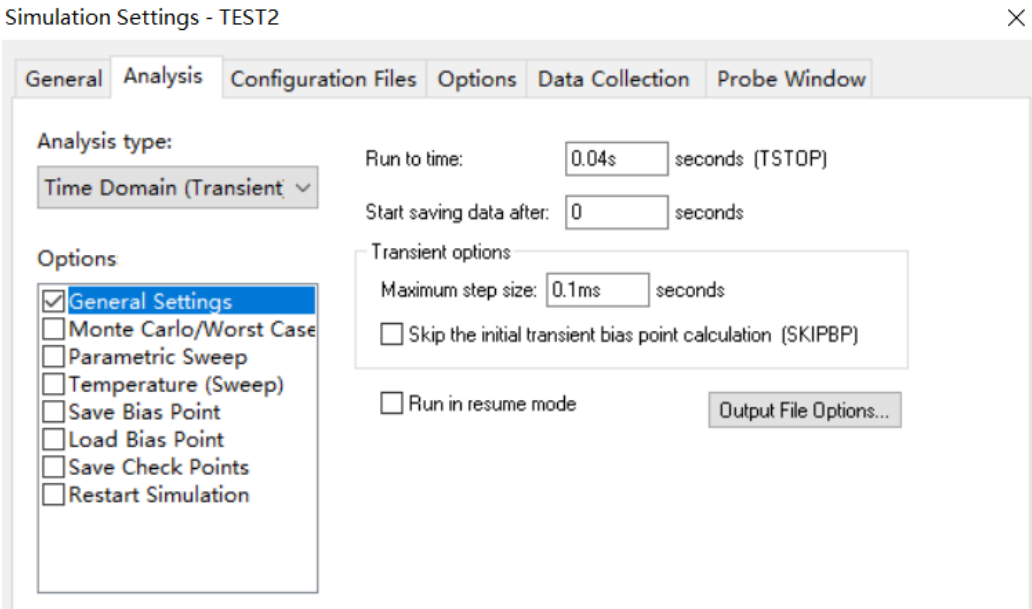 Simulation Settings - TEST2
General Analysis Configuration Files Options Data Collection Probe Window
Analysis type:
Time Domain (Transient)
Run to time: 0.04s seconds (TSTOP)
Start saving data after: 0 seconds
Transient options
Maximum step size: 0.1ms seconds
Skip the initial transient bias point calculation (SKIPBP)
Run in resume mode
Output File Options...
Options
General Settings
Monte Carlo/Worst Case
Parametric Sweep
Temperature (Sweep)
Save Bias Point
Load Bias Point
Save Check Points
Restart Simulation